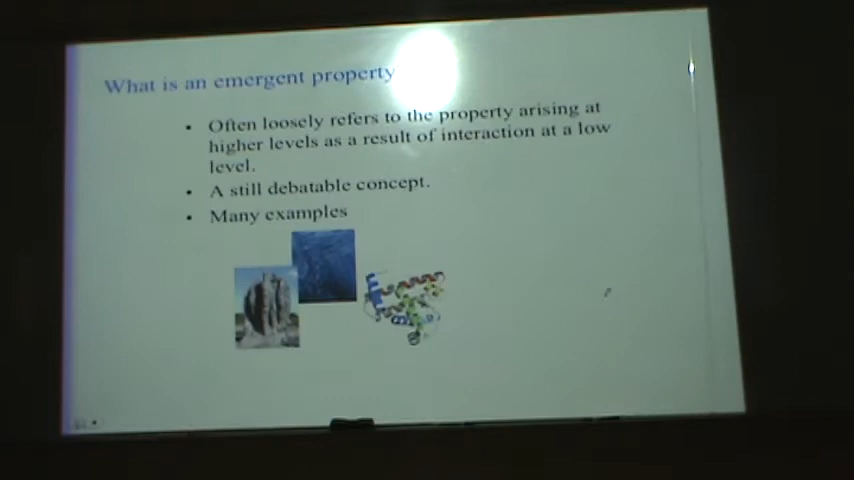 What is an emergent property
• Often loosely refers to the property arising at
higher levels as a result of interaction at a low
level.
• A still debatable concept.
• Many examples